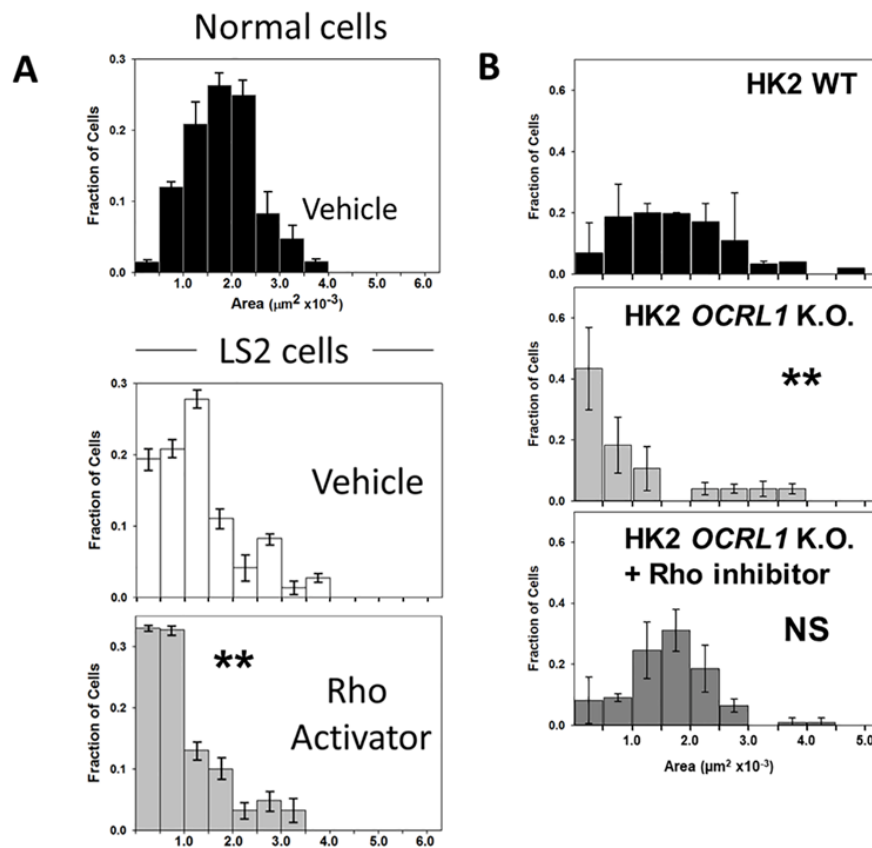 A
Normal cells
Fraction of Cells
0.3
0.2
0.1
0.0
Vehicle
1.0 2.0 3.0 4.0 5.0 6.0
Area (μm² x10⁻³)
LS2 cells
Fraction of Cells
0.3
0.2
0.1
0.0
Vehicle
Fraction of Cells
0.3
0.2
0.1
0.0
**
Rho
Activator
1.0 2.0 3.0 4.0 5.0 6.0
B
Fraction of Cells
0.6
0.4
0.2
0.0
HK2 WT
Fraction of Cells
0.6
0.4
0.2
0.0
HK2 OCRL1 K.O.
**
Fraction of Cells
0.6
0.4
0.2
0.0
HK2 OCRL1 K.O.
+ Rho inhibitor
NS
1.0 2.0 3.0 4.0 5.0
Area (μm² x10⁻³)